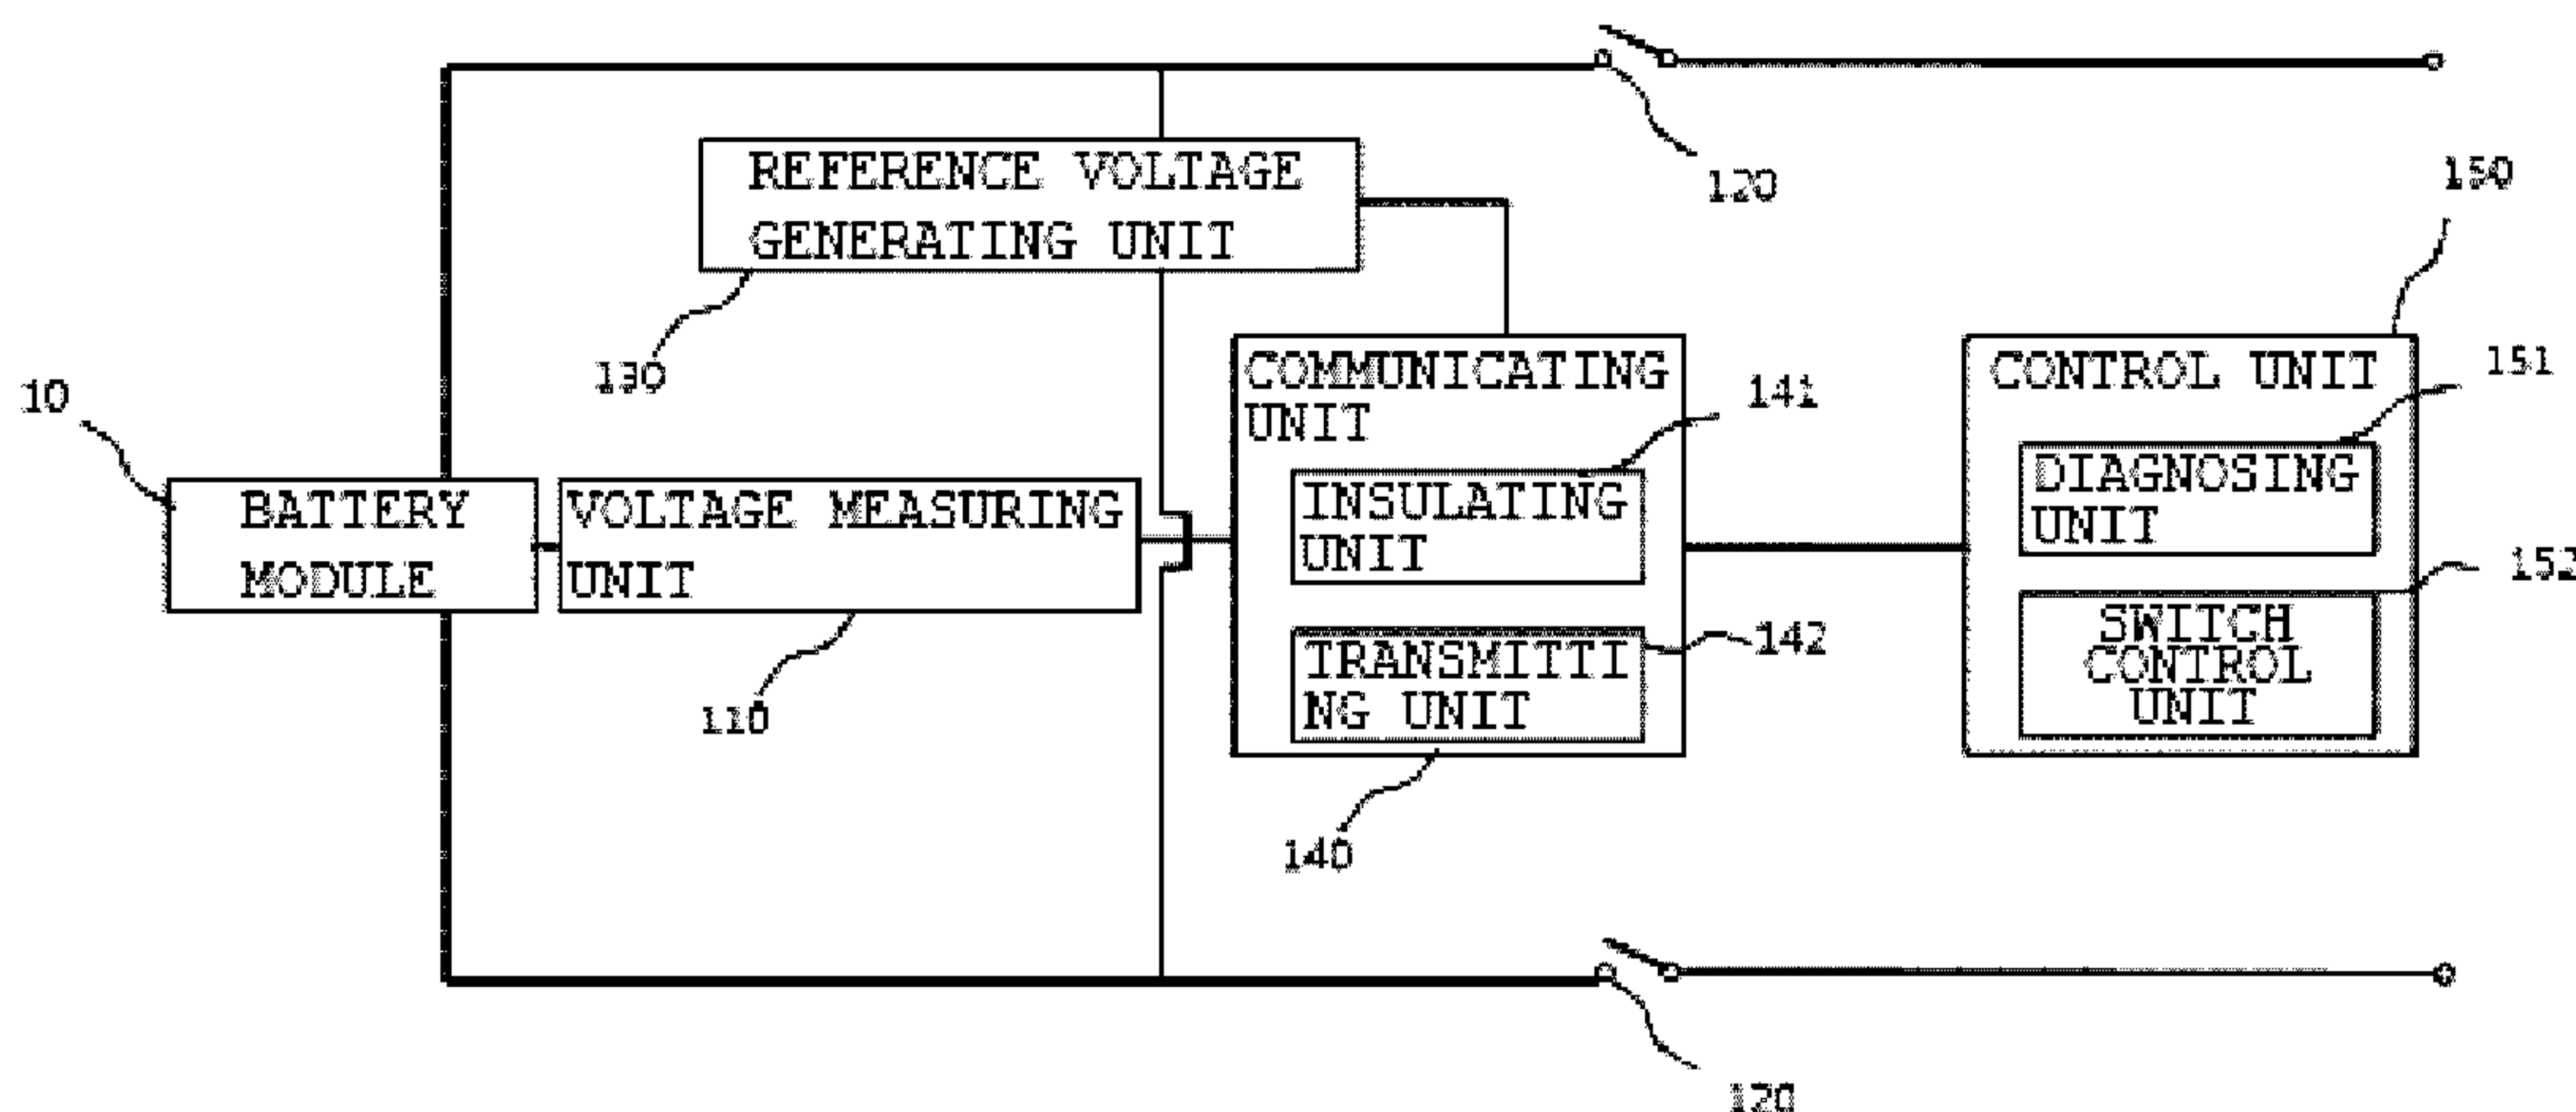 120
REFERENCE VOLTAGE
GENERATING UNIT
130
150
10
COMMUNICATING
UNIT
141
CONTROL UNIT
151
BATTERY
MODULE
VOLTAGE MEASURING
UNIT
INSULATING
UNIT
DIAGNOSING
UNIT
152
110
TRANSMITTI
NG UNIT
142
SWITCH
CONTROL
UNIT
140
120